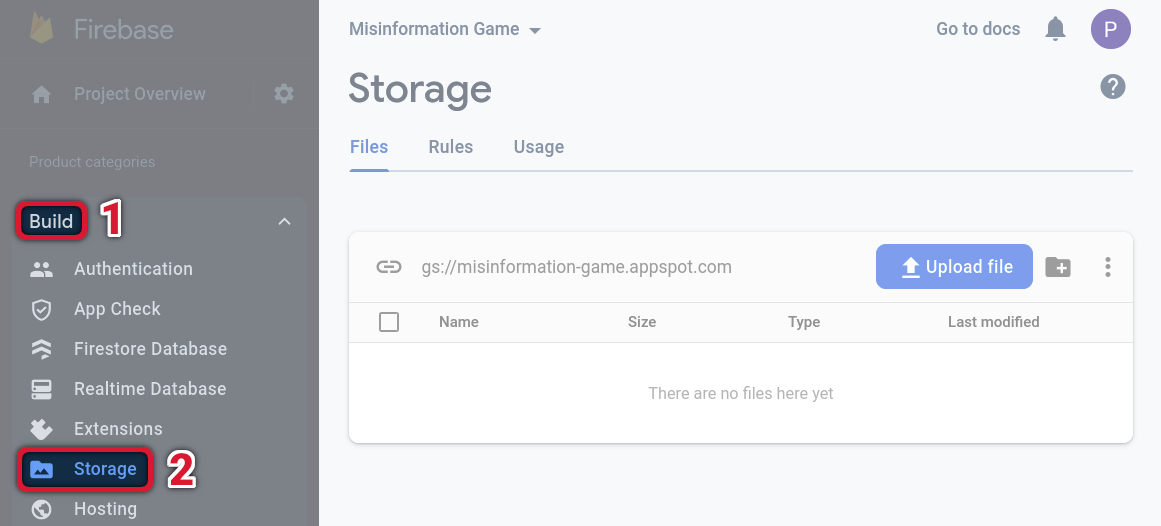 Firebase
Project Overview
Product categories
Build 1
Authentication
App Check
Firestore Database
Realtime Database
Extensions
Storage 2
Hosting
Misinformation Game
Go to docs
P
Storage
?
Files Rules Usage
gs://misinformation-game.appspot.com
Upload file
Name Size Type Last modified
There are no files here yet